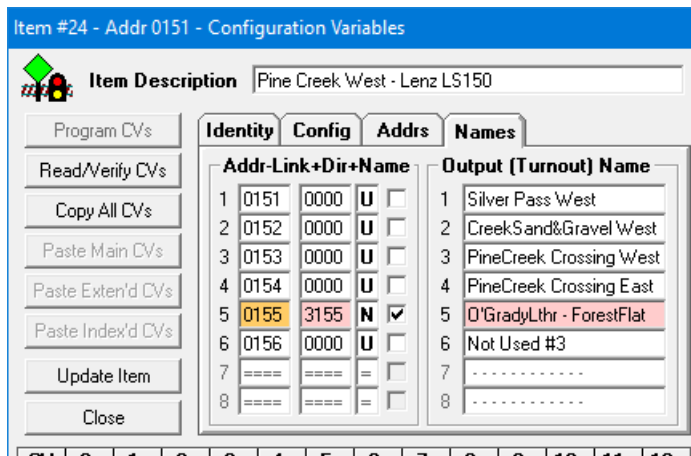 Item #24 - Addr 0151 - Configuration Variables
Item Description Pine Creek West - Lenz LS150
Program CVs
Read/Verify CVs
Copy All CVs
Paste Main CVs
Paste Exten'd CVs
Paste Index'd CVs
Update Item
Close
Identity Config Addrs Names
Addr-Link+Dir+Name Output (Turnout) Name
1 0151 0000 U 1 Silver Pass West
2 0152 0000 U 2 CreekSand&Gravel West
3 0153 0000 U 3 PineCreek Crossing West
4 0154 0000 U 4 PineCreek Crossing East
5 0155 3155 N 5 O'GradyLthr - ForestFlat
6 0156 0000 U 6 Not Used #3
7 ==== ==== = 7 - - - - - - - - - - - -
8 ==== ==== = 8 - - - - - - - - - - - -